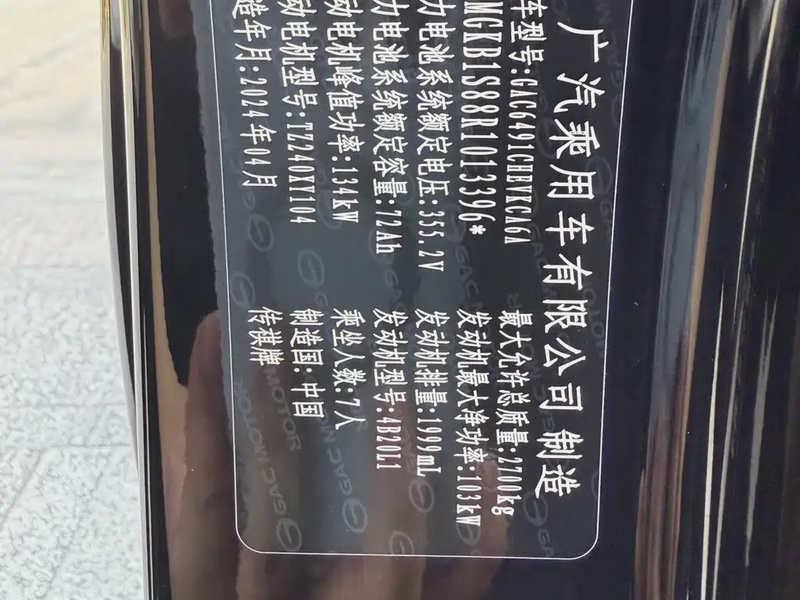 广汽乘用车有限公司 制造
车型号:GAC6491CHEVKCA6A 最大允许总质量:2700kg
MGKB1S88R1013396* 发动机最大净功率:103kW
力电池系统额定电压:355.2V 发动机排量:1999mL
力电池系统额定容量:72Ah 发动机型号:4B20L1
动电机峰值功率:134kW 乘坐人数:7人
动电机型号:TZ240XY104 制造国:中国
造年月:2024年04月 传祺牌
GAC MOTOR